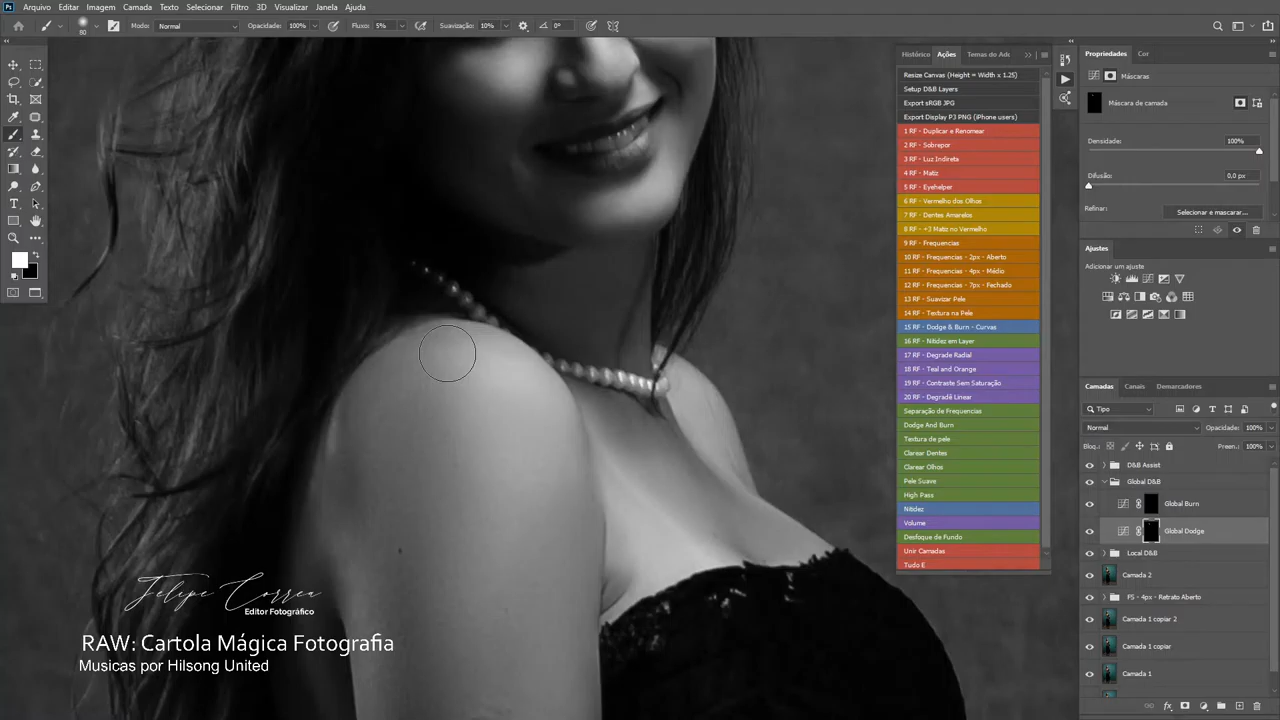 Ps Arquivo Editar Imagem Camada Texto Selecionar Filtro 3D Visualizar Janela Ajuda
80 Modo: Normal Opacidade: 100% Fluxo: 5% Suavização: 10% 0°
Histórico Ações Temas do Ad
Resize Canvas (Height = Width x 1.25)
Setup D&B Layers
Export sRGB JPG
Export Display P3 PNG (iPhone users)
1 RF - Duplicar e Renomear
2 RF - Sobrepor
3 RF - Luz Indireta
4 RF - Matiz
5 RF - Eyehelper
6 RF - Vermelho dos Olhos
7 RF - Dentes Amarelos
8 RF - +3 Matiz no Vermelho
9 RF - Frequencias
10 RF - Frequencias - 2px - Aberto
11 RF - Frequencias - 4px - Médio
12 RF - Frequencias - 7px - Fechado
13 RF - Suavizar Pele
14 RF - Textura na Pele
15 RF - Dodge & Burn - Curvas
16 RF - Nitidez em Layer
17 RF - Degrade Radial
18 RF - Teal and Orange
19 RF - Contraste Sem Saturação
20 RF - Degradê Linear
Separação de Frequencias
Dodge And Burn
Textura de pele
Clarear Dentes
Clarear Olhos
Pele Suave
High Pass
Nitidez
Volume
Desfoque de Fundo
Unir Camadas
Tudo E
Propriedades Cor
Máscaras
Máscara de camada
Densidade: 100%
Difusão: 0,0 px
Refinar:
Selecionar e mascarar...
Ajustes
Adicionar um ajuste
Camadas Canais Demarcadores
Tipo
Normal Opacidade: 100%
Bloq.: Preen.: 100%
D&B Assist
Global D&B
Global Burn
Global Dodge
Local D&B
Camada 2
FS - 4px - Retrato Aberto
Camada 1 copiar 2
Camada 1 copiar
Camada 1
Felipe Correa
Editor Fotográfico
RAW: Cartola Mágica Fotografia
Musicas por Hilsong United